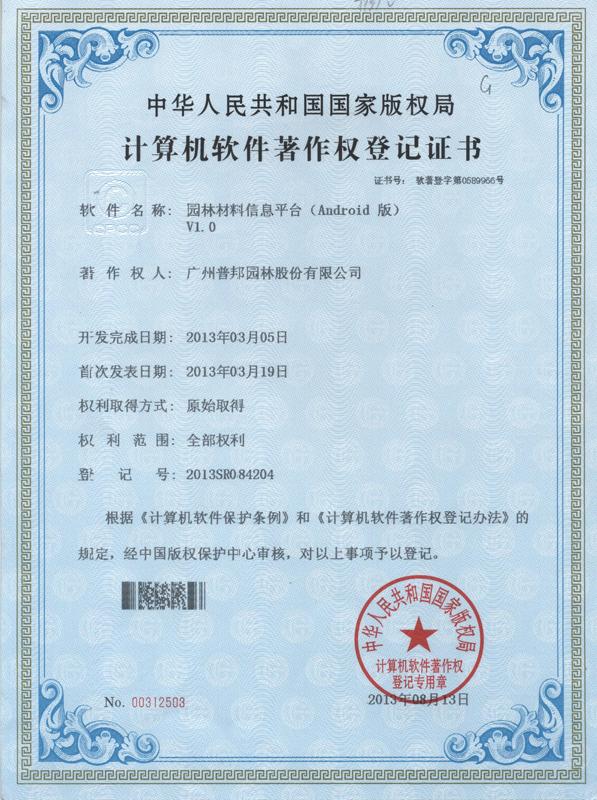 G
中华人民共和国国家版权局
计算机软件著作权登记证书
证书号： 软著登字第0589966号
CPCC
软 件 名 称： 园林材料信息平台（Android 版）
V1.0
著 作 权 人： 广州普邦园林股份有限公司
开发完成日期： 2013年03月05日
首次发表日期： 2013年03月19日
权利取得方式： 原始取得
权 利 范 围： 全部权利
登 记 号： 2013SR084204
根据《计算机软件保护条例》和《计算机软件著作权登记办法》的
规定，经中国版权保护中心审核，对以上事项予以登记。
中华人民共和国国家版权局
计算机软件著作权
登记专用章
No. 00312503
2013年08月13日